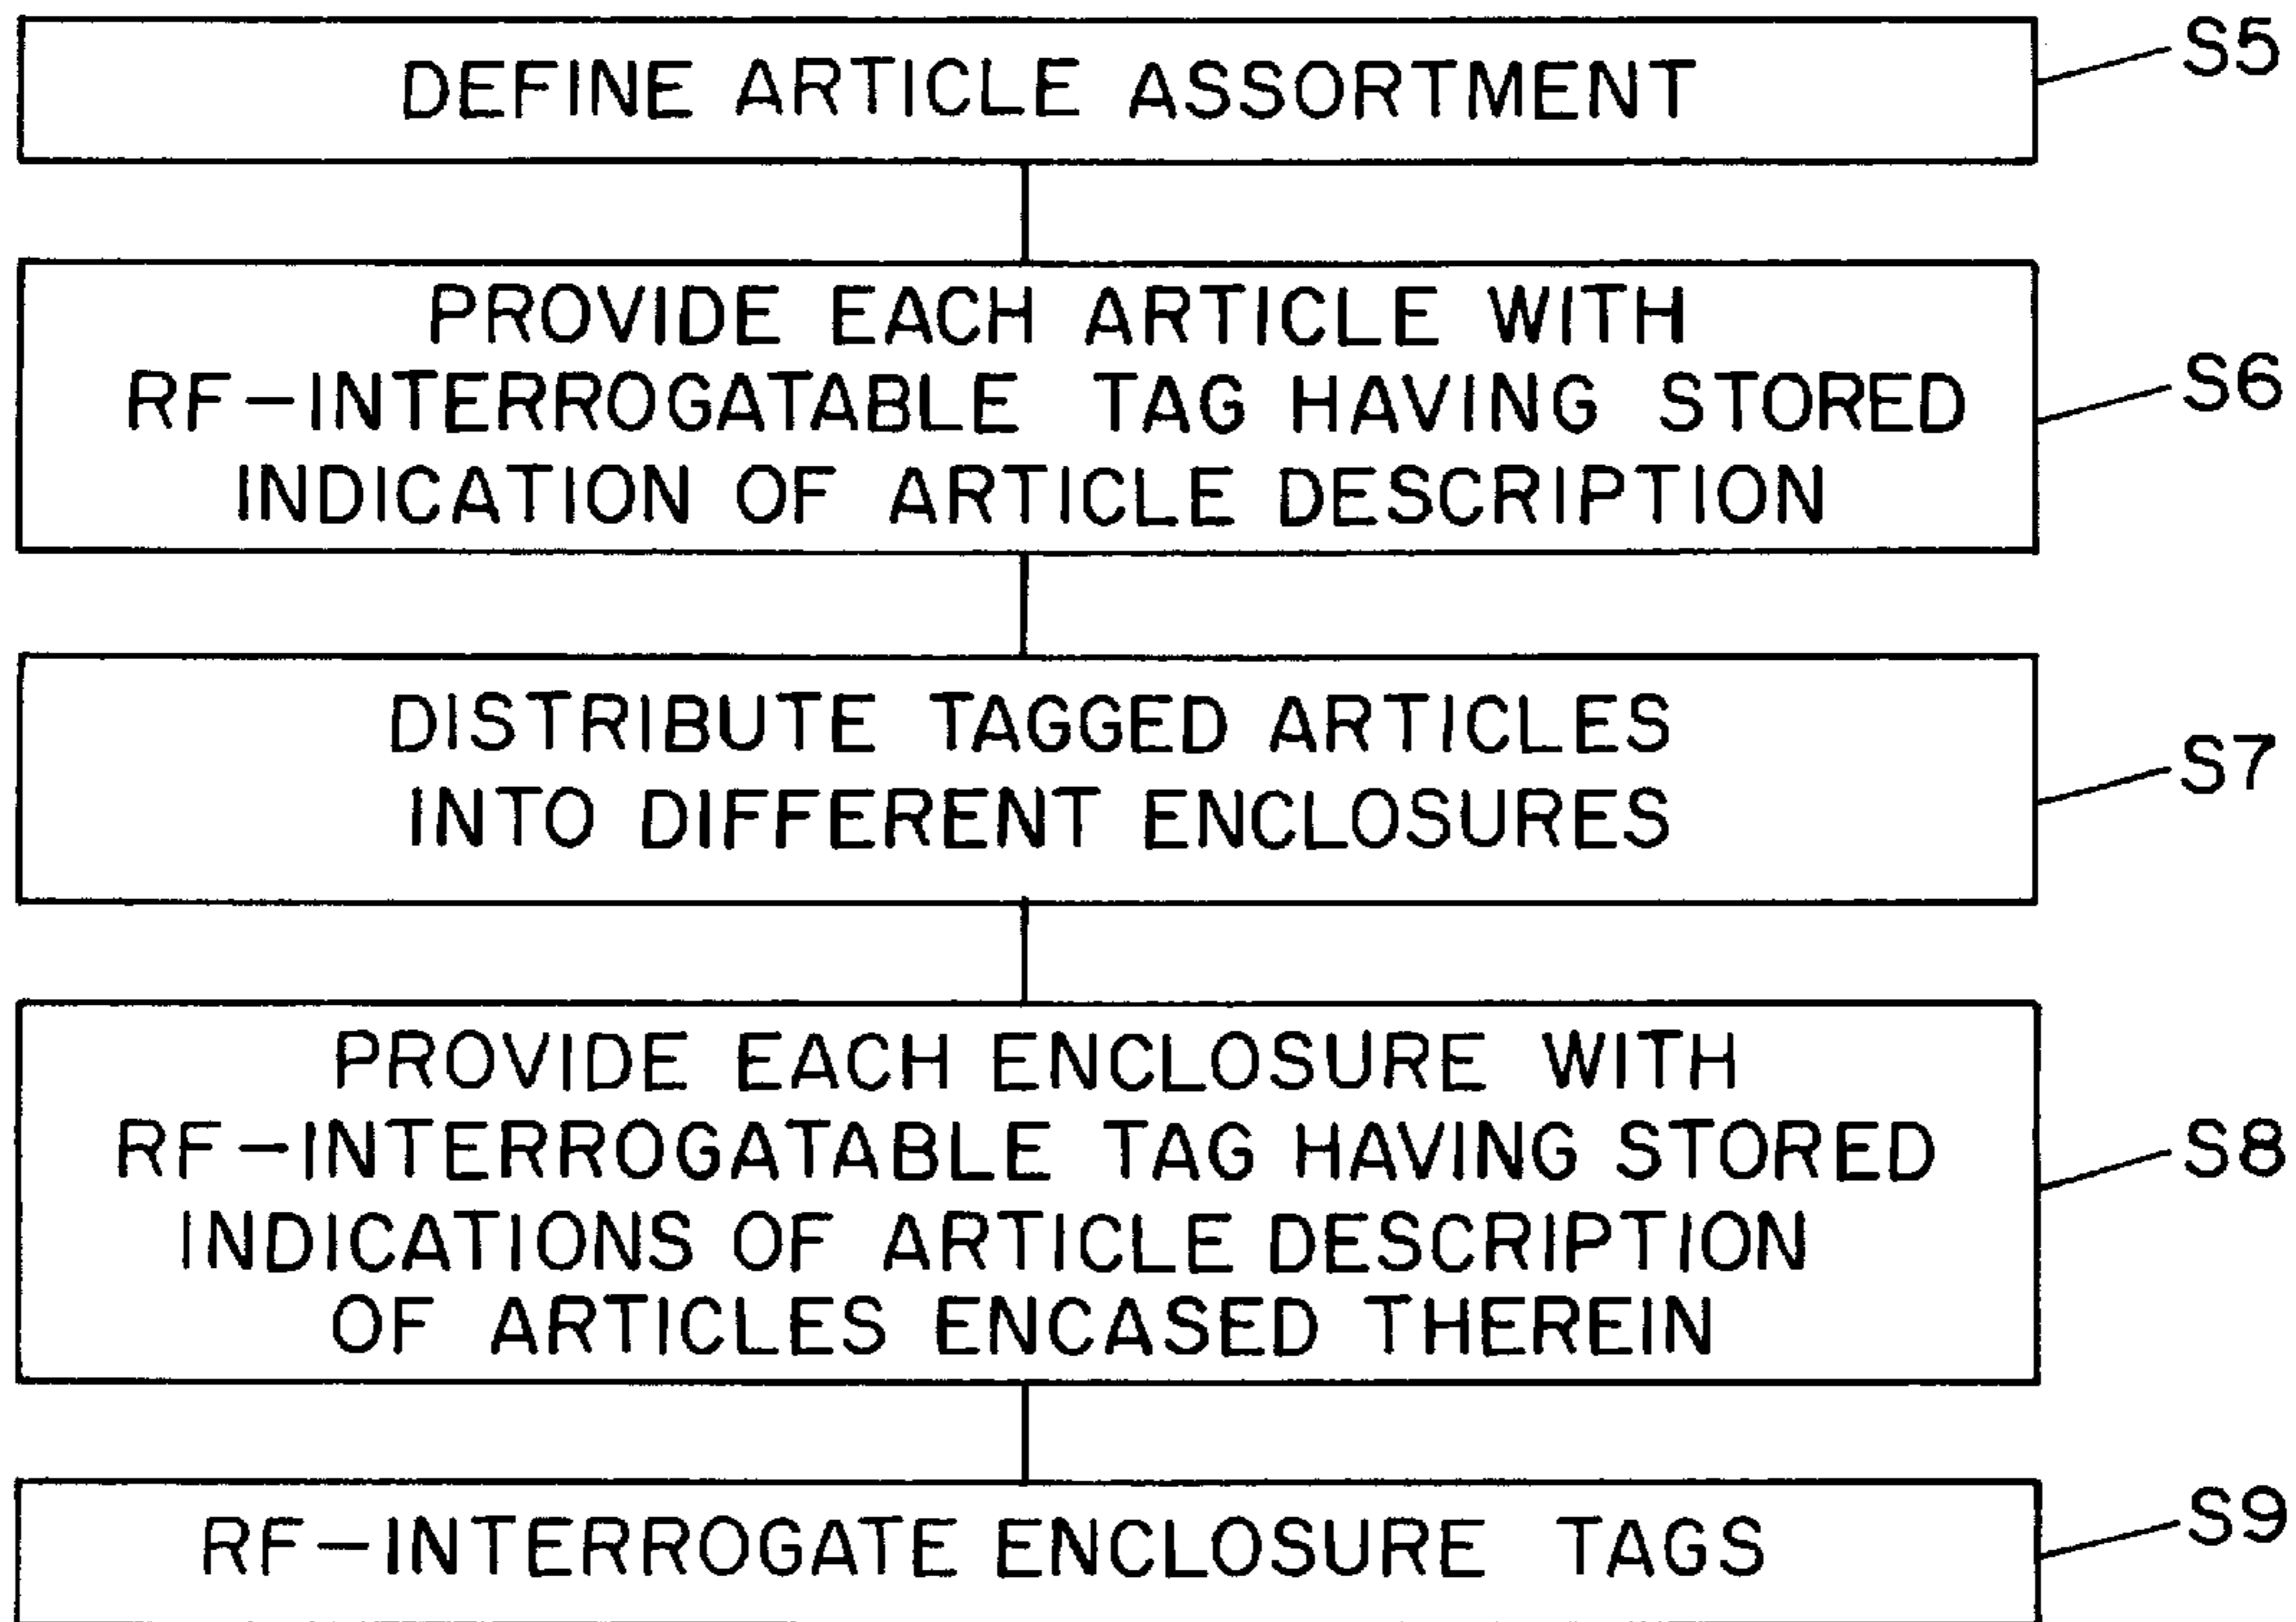 DEFINE ARTICLE ASSORTMENT
S5
PROVIDE EACH ARTICLE WITH
RF-INTERROGATABLE TAG HAVING STORED
INDICATION OF ARTICLE DESCRIPTION
S6
DISTRIBUTE TAGGED ARTICLES
INTO DIFFERENT ENCLOSURES
S7
PROVIDE EACH ENCLOSURE WITH
RF-INTERROGATABLE TAG HAVING STORED
INDICATIONS OF ARTICLE DESCRIPTION
OF ARTICLES ENCASED THEREIN
S8
RF-INTERROGATE ENCLOSURE TAGS
S9